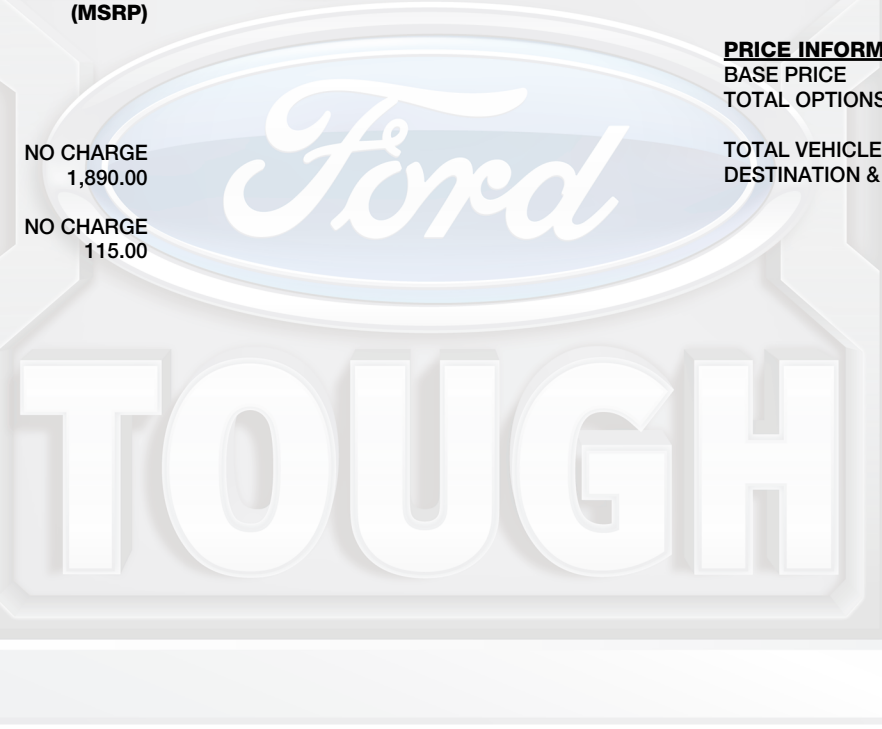 (MSRP)
NO CHARGE
1,890.00
NO CHARGE
115.00
PRICE INFORM
BASE PRICE
TOTAL OPTIONS
TOTAL VEHICLE
DESTINATION &
Ford
TOUGH